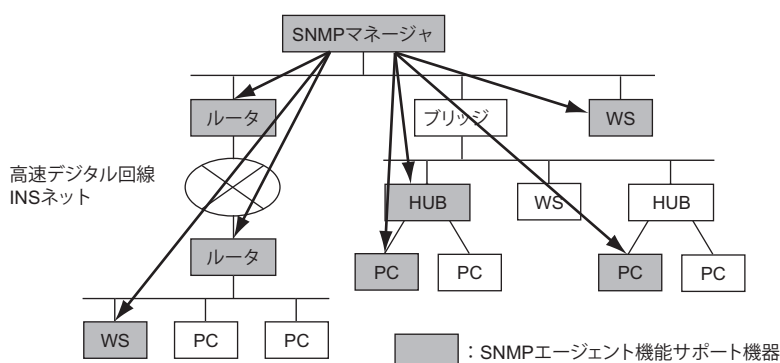 SNMPマネージャ
ルータ
ブリッジ
WS
高速デジタル回線
INSネット
HUB
WS
HUB
ルータ
PC
PC
PC
PC
WS
PC
PC
：SNMPエージェント機能サポート機器